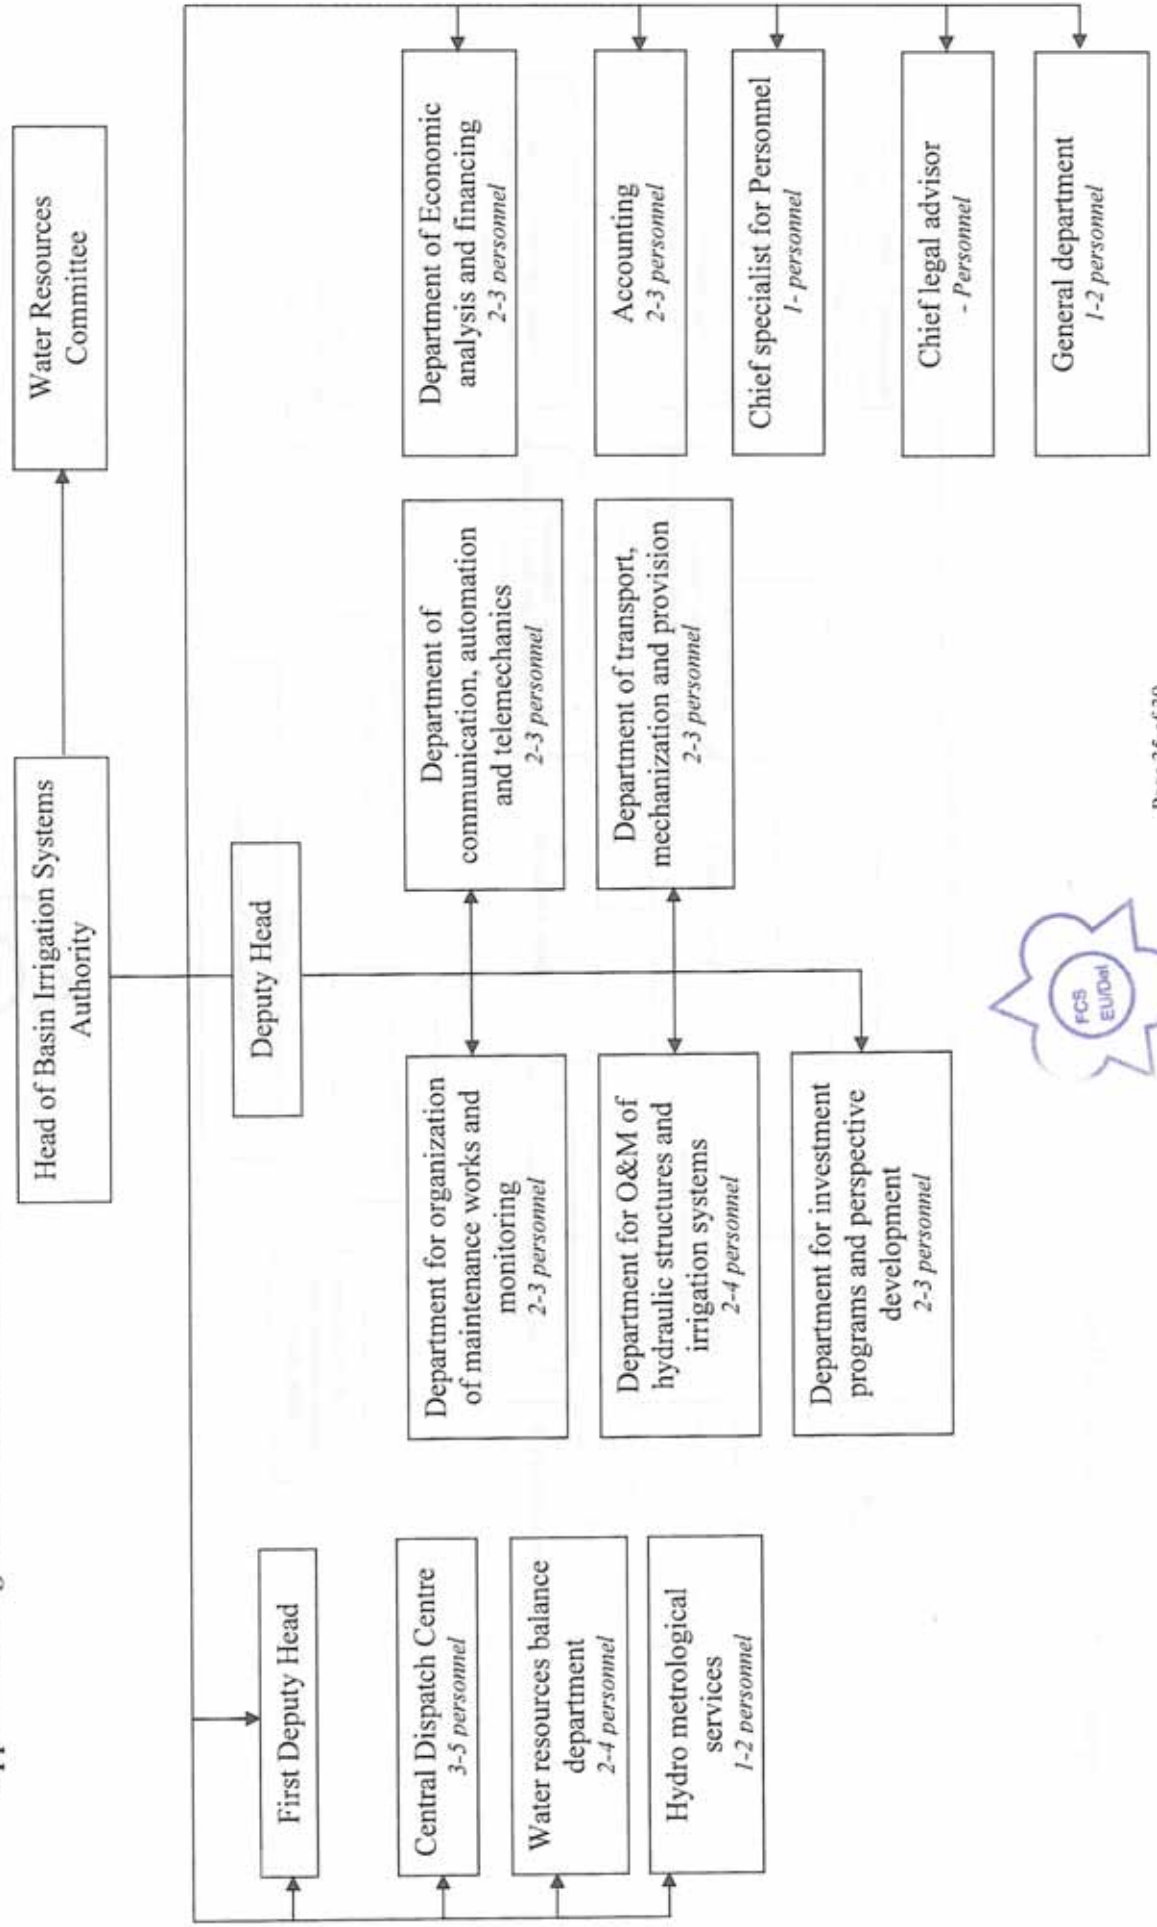 Head of Basin Irrigation Systems
Authority
Water Resources
Committee
First Deputy Head
Deputy Head
Central Dispatch Centre
3-5 personnel
Water resources balance
department
2-4 personnel
Hydro metrological
services
1-2 personnel
Department for organization
of maintenance works and
monitoring
2-3 personnel
Department for O&M of
hydraulic structures and
irrigation systems
2-4 personnel
Department for investment
programs and perspective
development
2-3 personnel
Department of
communication, automation
and telemechanics
2-3 personnel
Department of transport,
mechanization and provision
2-3 personnel
Department of Economic
analysis and financing
2-3 personnel
Accounting
2-3 personnel
Chief specialist for Personnel
1- personnel
Chief legal advisor
- Personnel
General department
1-2 personnel
FCS
EU/Del